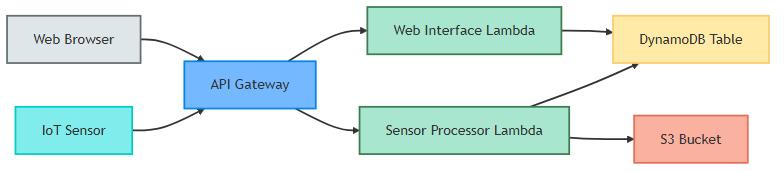 Web Browser
IoT Sensor
API Gateway
Web Interface Lambda
Sensor Processor Lambda
DynamoDB Table
S3 Bucket